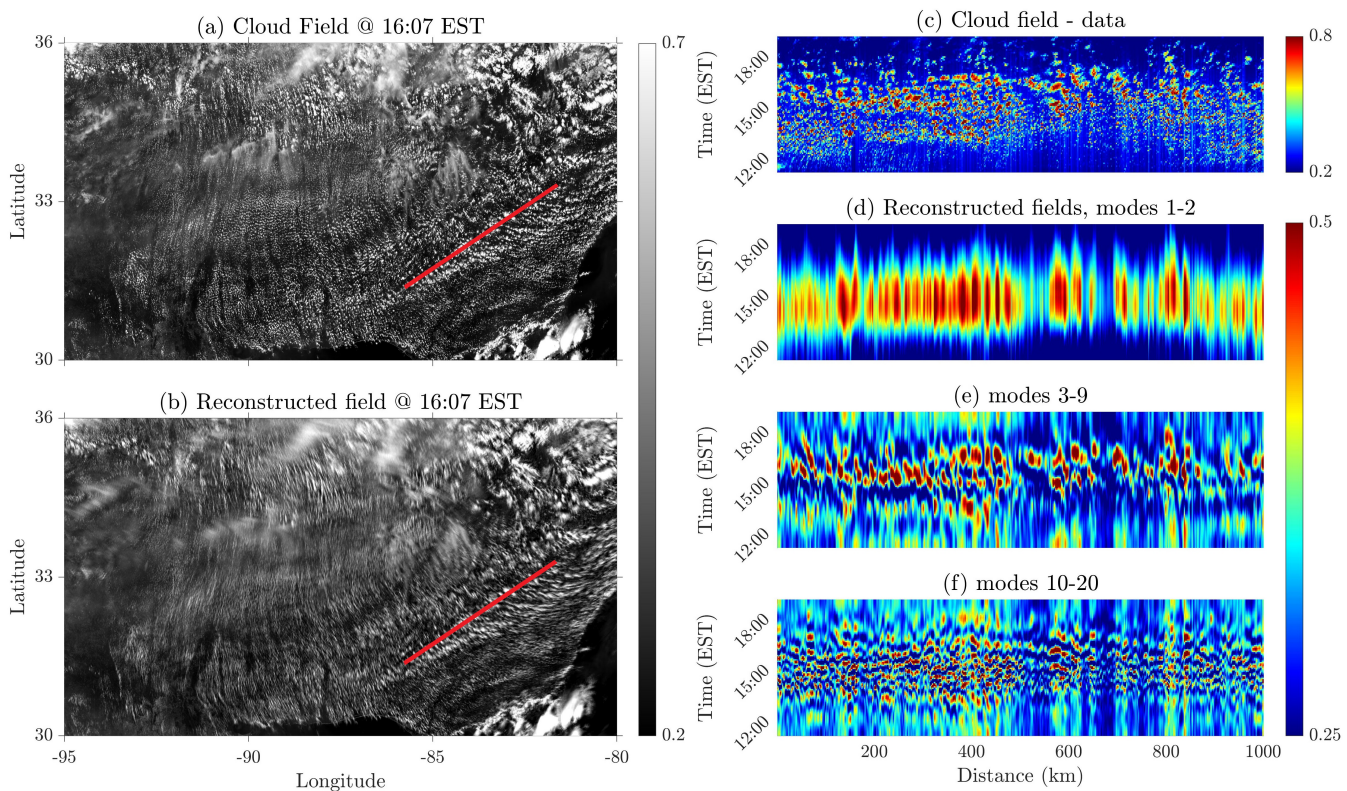 (a) Cloud Field @ 16:07 EST
36
33
30
Latitude
0.7
0.2
(b) Reconstructed field @ 16:07 EST
36
33
30
Latitude
-95
-90
-85
-80
Longitude
(c) Cloud field - data
18:00
15:00
12:00
Time (EST)
0.8
0.2
(d) Reconstructed fields, modes 1-2
18:00
15:00
12:00
Time (EST)
0.5
0.25
(e) modes 3-9
18:00
15:00
12:00
Time (EST)
(f) modes 10-20
18:00
15:00
12:00
Time (EST)
200
400
600
800
1000
Distance (km)